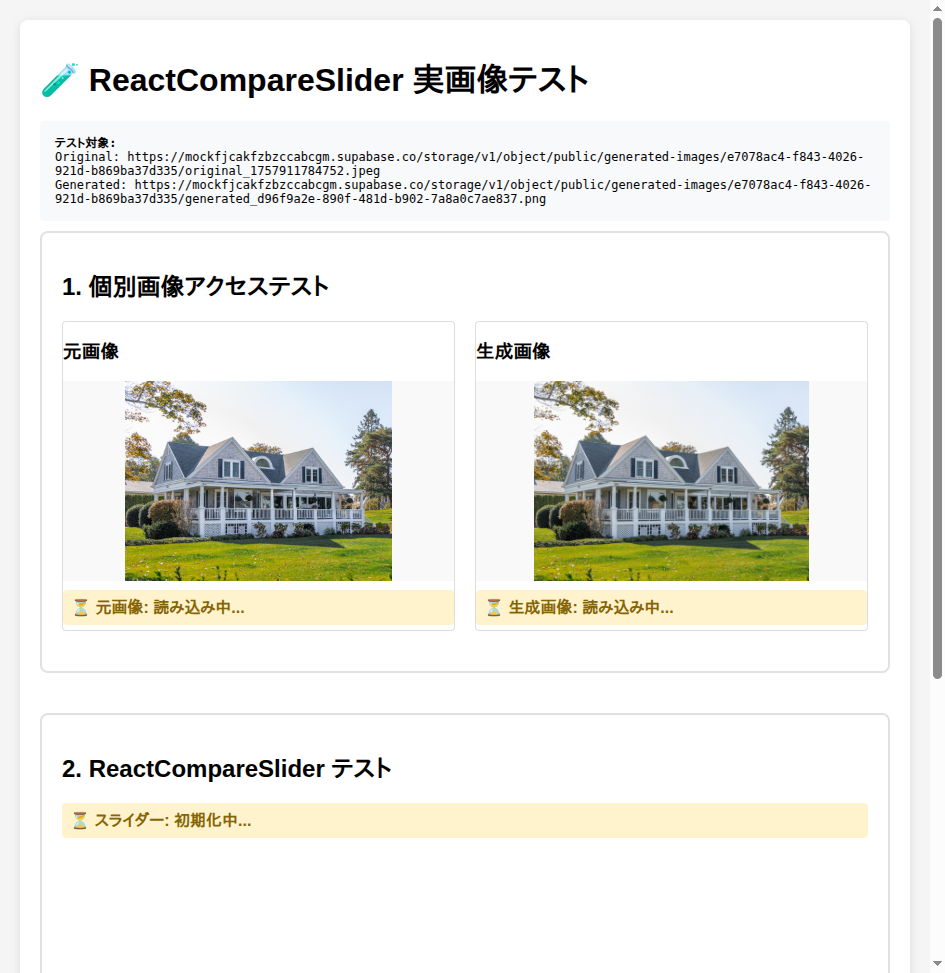 🧪 ReactCompareSlider 実画像テスト
テスト対象:
Original: https://mockfjcakfzbzccabcgm.supabase.co/storage/v1/object/public/generated-images/e7078ac4-f843-4026-
921d-b869ba37d335/original_1757911784752.jpeg
Generated: https://mockfjcakfzbzccabcgm.supabase.co/storage/v1/object/public/generated-images/e7078ac4-f843-4026-
921d-b869ba37d335/generated_d96f9a2e-890f-481d-b902-7a8a0c7ae837.png
1. 個別画像アクセステスト
元画像
生成画像
⏳ 元画像: 読み込み中...
⏳ 生成画像: 読み込み中...
2. ReactCompareSlider テスト
⏳ スライダー: 初期化中...